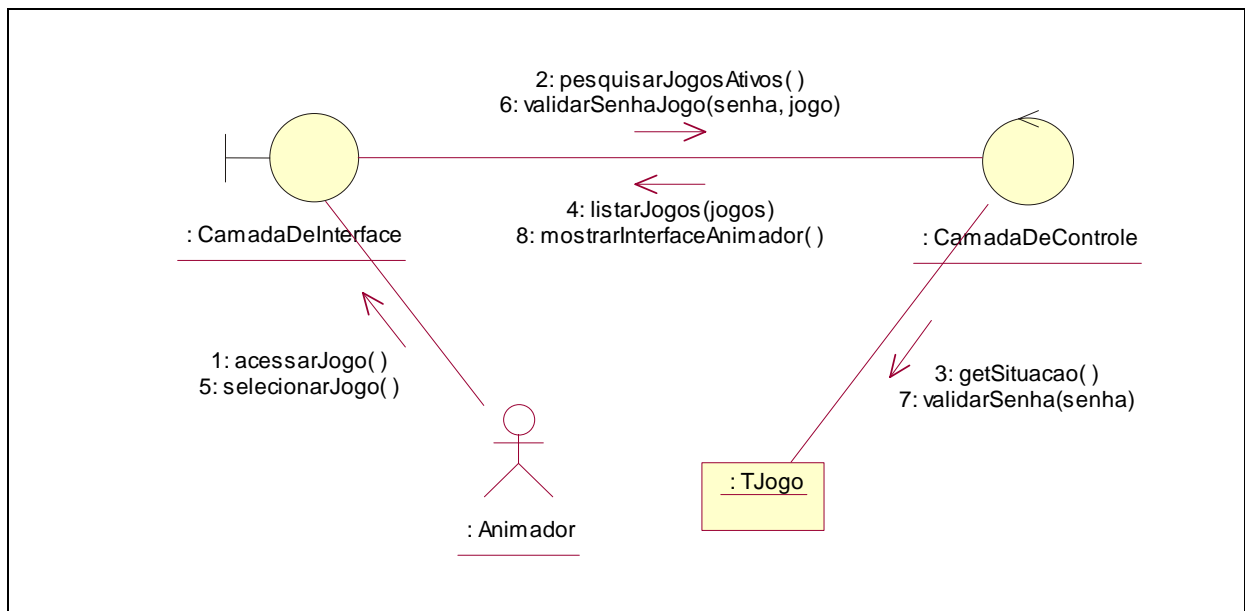 2: pesquisarJogosAtivos( )
6: validarSenhaJogo(senha, jogo)
4: listarJogos(jogos)
8: mostrarInterfaceAnimador( )
: CamadaDeInterface
: CamadaDeControle
1: acessarJogo( )
5: selecionarJogo( )
3: getSituacao( )
7: validarSenha(senha)
: TJogo
: Animador